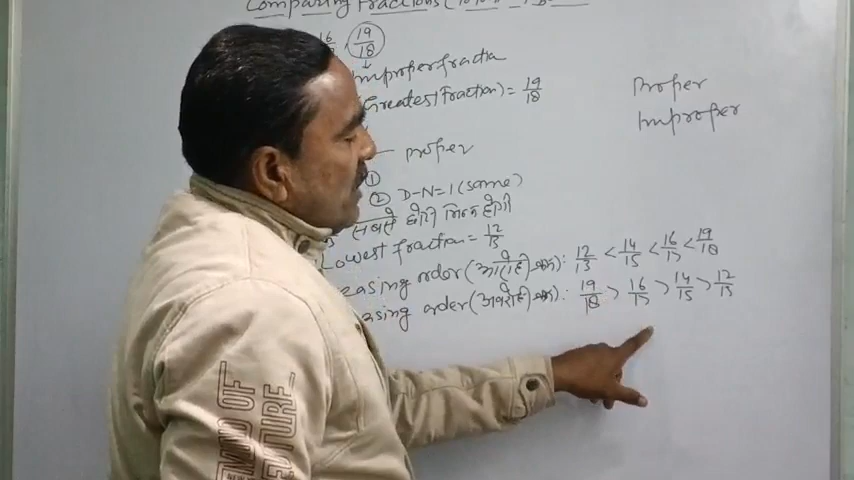 Comparing Fractions
16 , 19/18
Improper fractio
(Greatest Fraction) = 19/18
Proper
Improper
Proper
①
② D-N=1 (same)
सबसे छोटी भिन्न होगी
Lowest fraction = 12/13
easing order (आरोही क्रम): 12/13 < 14/15 < 16/17 < 19/18
easing order (अवरोही क्रम): 19/18 > 16/17 > 14/15 > 12/13